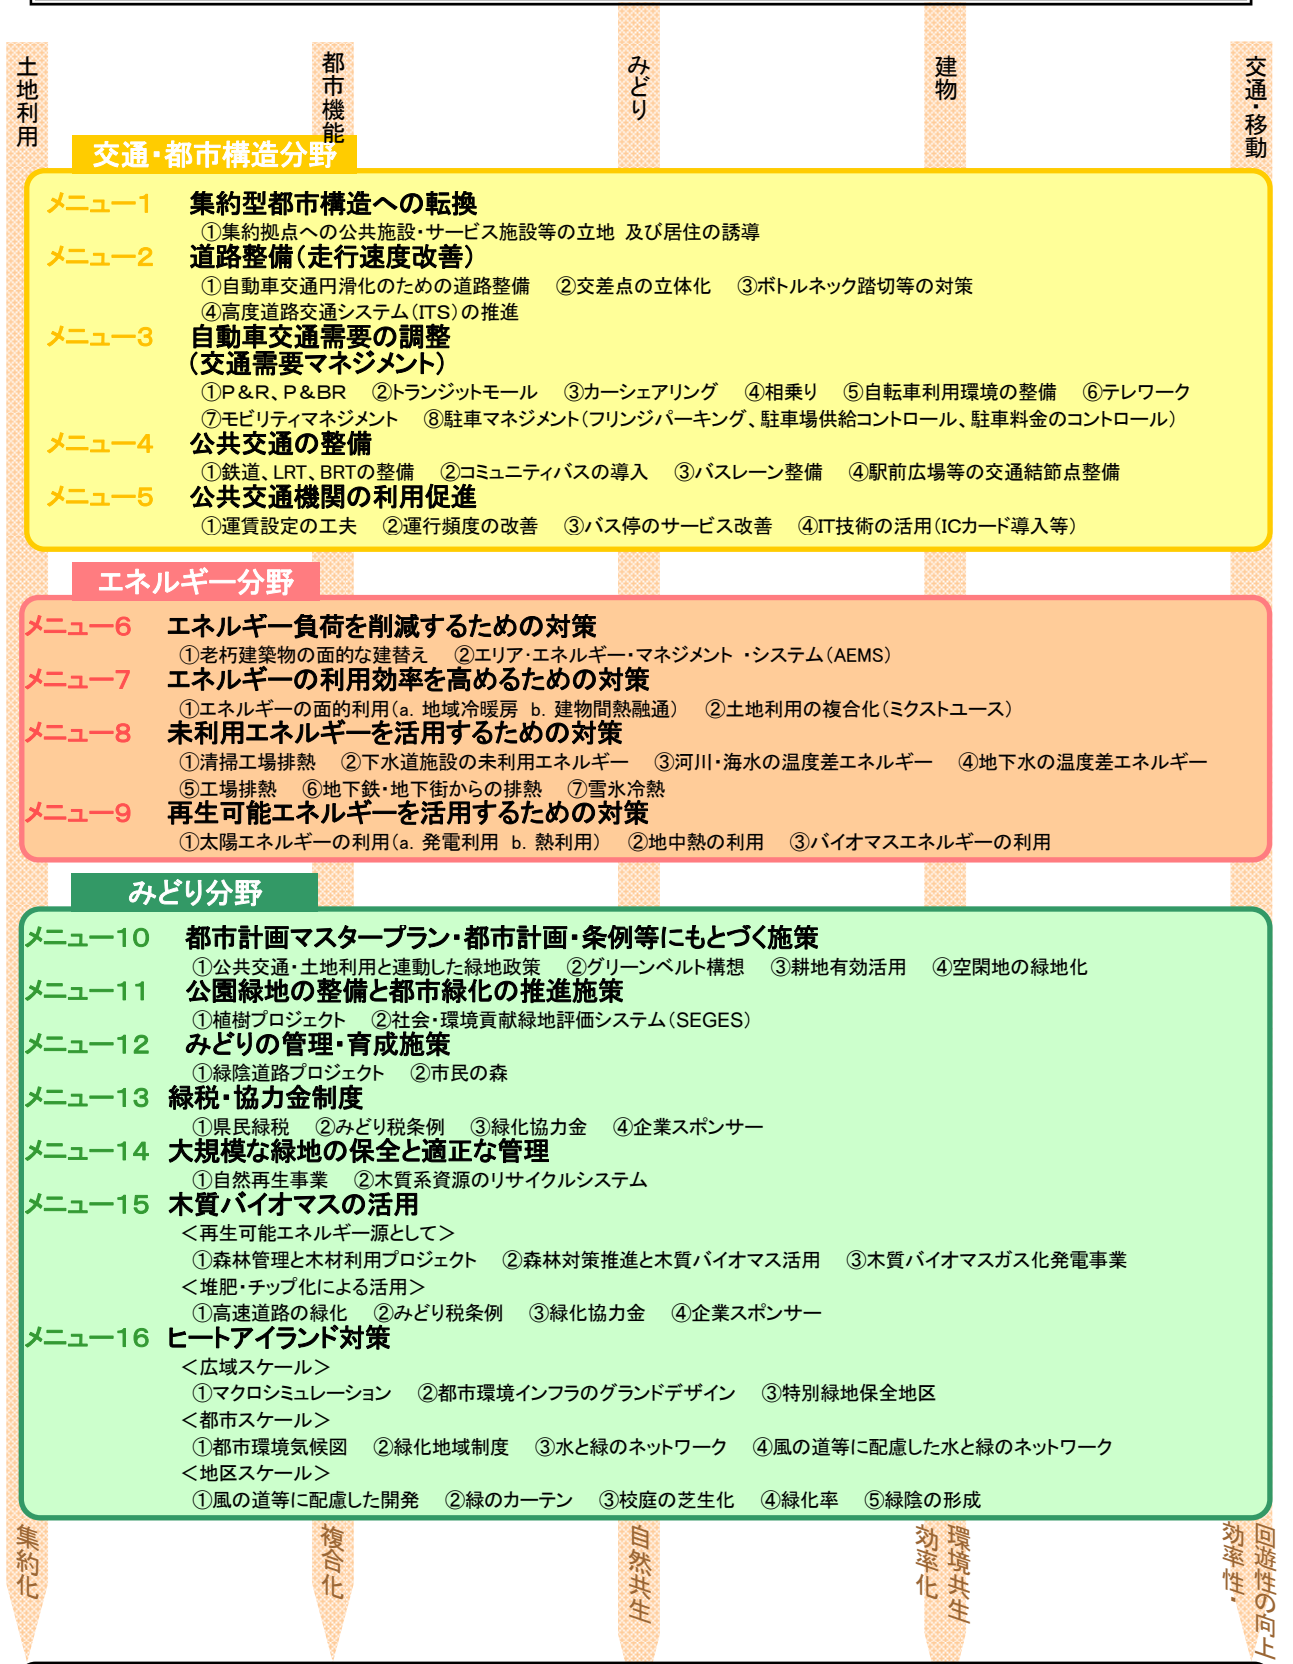 土地利用
都市機能
みどり
建物
交通・移動
交通・都市構造分野
メニュー1 集約型都市構造への転換
①集約拠点への公共施設・サービス施設等の立地 及び居住の誘導
メニュー2 道路整備（走行速度改善）
①自動車交通円滑化のための道路整備 ②交差点の立体化 ③ボトルネック踏切等の対策
④高度道路交通システム（ITS）の推進
メニュー3 自動車交通需要の調整
（交通需要マネジメント）
①P＆R、P＆BR ②トランジットモール ③カーシェアリング ④相乗り ⑤自転車利用環境の整備 ⑥テレワーク
⑦モビリティマネジメント ⑧駐車マネジメント（フリンジパーキング、駐車場供給コントロール、駐車料金のコントロール）
メニュー4 公共交通の整備
①鉄道、LRT、BRTの整備 ②コミュニティバスの導入 ③バスレーン整備 ④駅前広場等の交通結節点整備
メニュー5 公共交通機関の利用促進
①運賃設定の工夫 ②運行頻度の改善 ③バス停のサービス改善 ④IT技術の活用（ICカード導入等）
エネルギー分野
メニュー6 エネルギー負荷を削減するための対策
①老朽建築物の面的な建替え ②エリア・エネルギー・マネジメント ・システム（AEMS）
メニュー7 エネルギーの利用効率を高めるための対策
①エネルギーの面的利用（a. 地域冷暖房 b. 建物間熱融通） ②土地利用の複合化（ミクストユース）
メニュー8 未利用エネルギーを活用するための対策
①清掃工場排熱 ②下水道施設の未利用エネルギー ③河川・海水の温度差エネルギー ④地下水の温度差エネルギー
⑤工場排熱 ⑥地下鉄・地下街からの排熱 ⑦雪氷冷熱
メニュー9 再生可能エネルギーを活用するための対策
①太陽エネルギーの利用（a. 発電利用 b. 熱利用） ②地中熱の利用 ③バイオマスエネルギーの利用
みどり分野
メニュー10 都市計画マスタープラン・都市計画・条例等にもとづく施策
①公共交通・土地利用と連動した緑地政策 ②グリーンベルト構想 ③耕地有効活用 ④空閑地の緑地化
メニュー11 公園緑地の整備と都市緑化の推進施策
①植樹プロジェクト ②社会・環境貢献緑地評価システム（SEGES）
メニュー12 みどりの管理・育成施策
①緑陰道路プロジェクト ②市民の森
メニュー13 緑税・協力金制度
①県民緑税 ②みどり税条例 ③緑化協力金 ④企業スポンサー
メニュー14 大規模な緑地の保全と適正な管理
①自然再生事業 ②木質系資源のリサイクルシステム
メニュー15 木質バイオマスの活用
＜再生可能エネルギー源として＞
①森林管理と木材利用プロジェクト ②森林対策推進と木質バイオマス活用 ③木質バイオマスガス化発電事業
＜堆肥・チップ化による活用＞
①高速道路の緑化 ②みどり税条例 ③緑化協力金 ④企業スポンサー
メニュー16 ヒートアイランド対策
＜広域スケール＞
①マクロシミュレーション ②都市環境インフラのグランドデザイン ③特別緑地保全地区
＜都市スケール＞
①都市環境気候図 ②緑化地域制度 ③水と緑のネットワーク ④風の道等に配慮した水と緑のネットワーク
＜地区スケール＞
①風の道等に配慮した開発 ②緑のカーテン ③校庭の芝生化 ④緑化率 ⑤緑陰の形成
集約化
複合化
自然共生
環境共生
効率化
回遊性の向上
効率性・